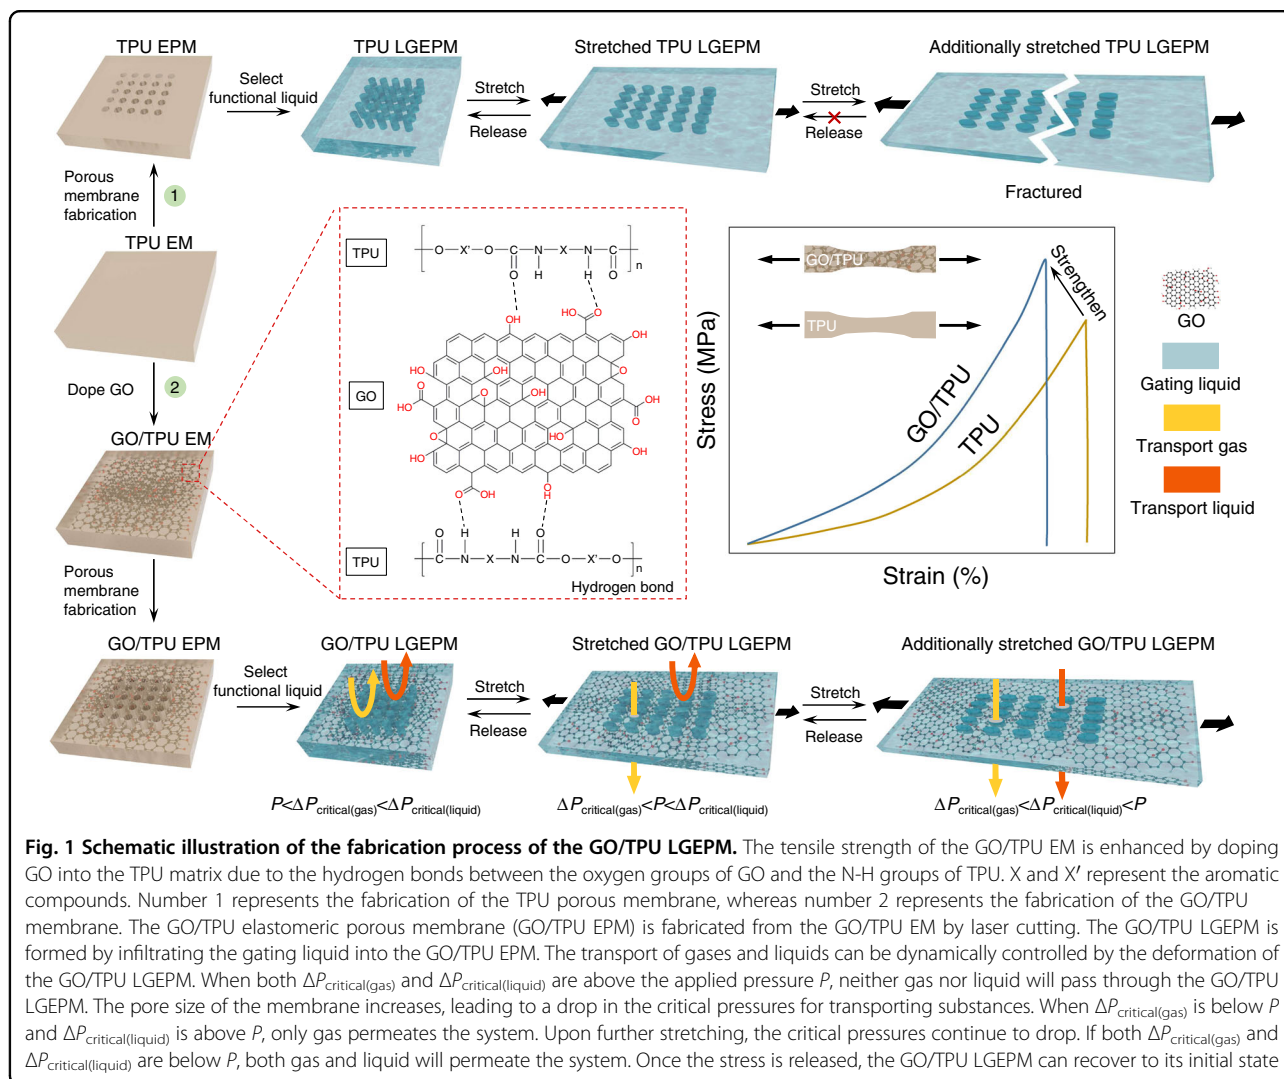 TPU EPM
TPU LGEPM
Stretched TPU LGEPM
Additionally stretched TPU LGEPM
Select
functional liquid
Stretch
Release
Stretch
Release
Fractured
Porous
membrane
fabrication
1
TPU EM
Dope GO
2
GO/TPU EM
Porous
membrane
fabrication
TPU
O X' O C N X N C n
O H H O
OH HO O OH
HO OH O
O HO O OH
GO
HO O OH O
O HO OH OH
O OH O H
O H H O
TPU
C N X N C O X' O n
Hydrogen bond
Stress (MPa)
Strain (%)
GO/TPU
TPU
GO/TPU
TPU
Strengthen
GO
Gating liquid
Transport gas
Transport liquid
GO/TPU EPM
GO/TPU LGEPM
Stretched GO/TPU LGEPM
Additionally stretched GO/TPU LGEPM
Select
functional liquid
Stretch
Release
Stretch
Release
P<ΔPcritical(gas)<ΔPcritical(liquid)
ΔPcritical(gas)<P<ΔPcritical(liquid)
ΔPcritical(gas)<ΔPcritical(liquid)<P
Fig. 1 Schematic illustration of the fabrication process of the GO/TPU LGEPM. The tensile strength of the GO/TPU EM is enhanced by doping
GO into the TPU matrix due to the hydrogen bonds between the oxygen groups of GO and the N-H groups of TPU. X and X′ represent the aromatic
compounds. Number 1 represents the fabrication of the TPU porous membrane, whereas number 2 represents the fabrication of the GO/TPU
membrane. The GO/TPU elastomeric porous membrane (GO/TPU EPM) is fabricated from the GO/TPU EM by laser cutting. The GO/TPU LGEPM is
formed by infiltrating the gating liquid into the GO/TPU EPM. The transport of gases and liquids can be dynamically controlled by the deformation of
the GO/TPU LGEPM. When both ΔPcritical(gas) and ΔPcritical(liquid) are above the applied pressure P, neither gas nor liquid will pass through the GO/TPU
LGEPM. The pore size of the membrane increases, leading to a drop in the critical pressures for transporting substances. When ΔPcritical(gas) is below P
and ΔPcritical(liquid) is above P, only gas permeates the system. Upon further stretching, the critical pressures continue to drop. If both ΔPcritical(gas) and
ΔPcritical(liquid) are below P, both gas and liquid will permeate the system. Once the stress is released, the GO/TPU LGEPM can recover to its initial state